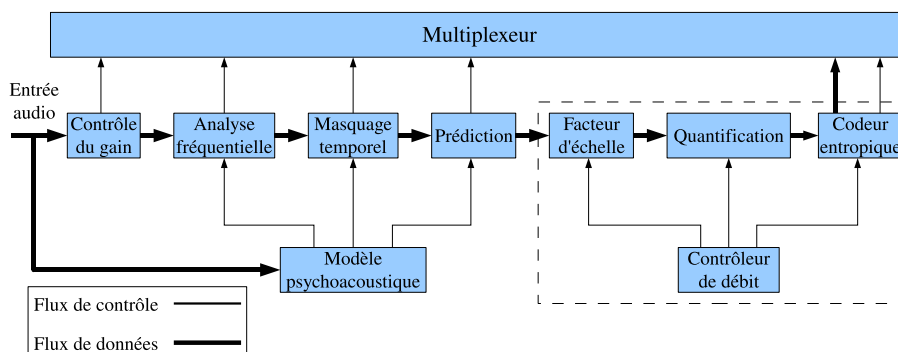 Multiplexeur
Entrée
audio
Contrôle
du gain
Analyse
fréquentielle
Masquage
temporel
Prédiction
Facteur
d'échelle
Quantification
Codeur
entropique
Modèle
psychoacoustique
Contrôleur
de débit
Flux de contrôle
Flux de données